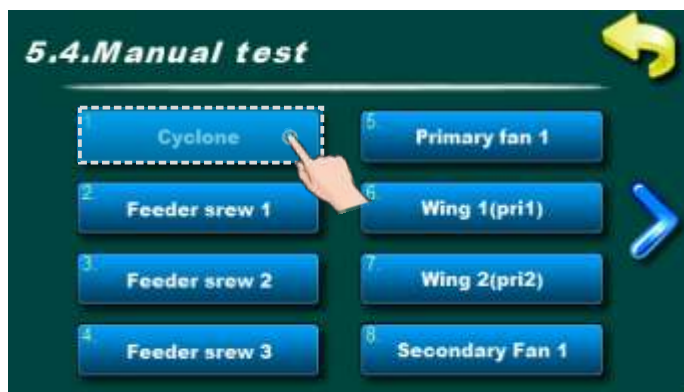 5.4.Manual test
1. Cyclone
2. Feeder srew 1
3. Feeder srew 2
4. Feeder srew 3
5. Primary fan 1
6. Wing 1(pri1)
7. Wing 2(pri2)
8. Secondary Fan 1